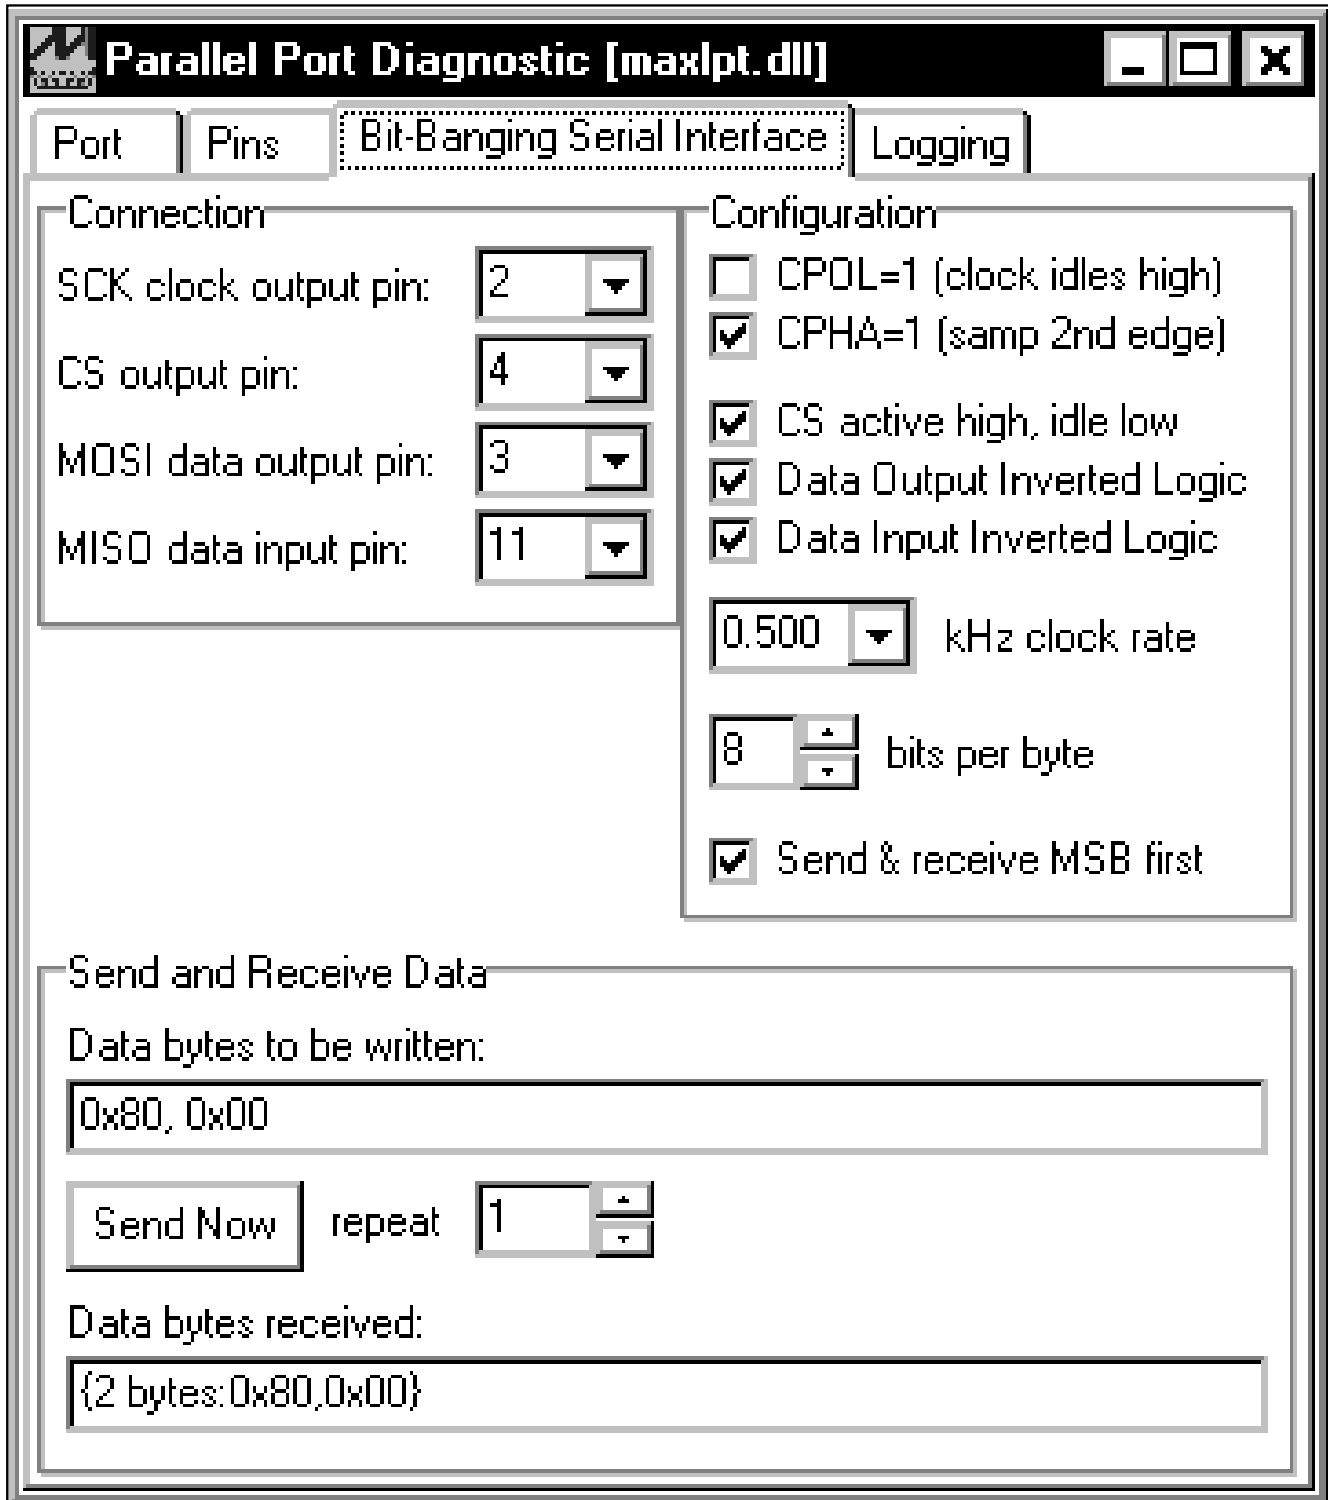 Parallel Port Diagnostic [maxlpt.dll]
Port Pins Bit-Banging Serial Interface Logging
Connection
SCK clock output pin: 2
CS output pin: 4
MOSI data output pin: 3
MISO data input pin: 11
Configuration
CPOL=1 (clock idles high)
CPHA=1 (samp 2nd edge)
CS active high, idle low
Data Output Inverted Logic
Data Input Inverted Logic
0.500 kHz clock rate
8 bits per byte
Send & receive MSB first
Send and Receive Data
Data bytes to be written:
0x80, 0x00
Send Now repeat 1
Data bytes received:
{2 bytes:0x80,0x00}